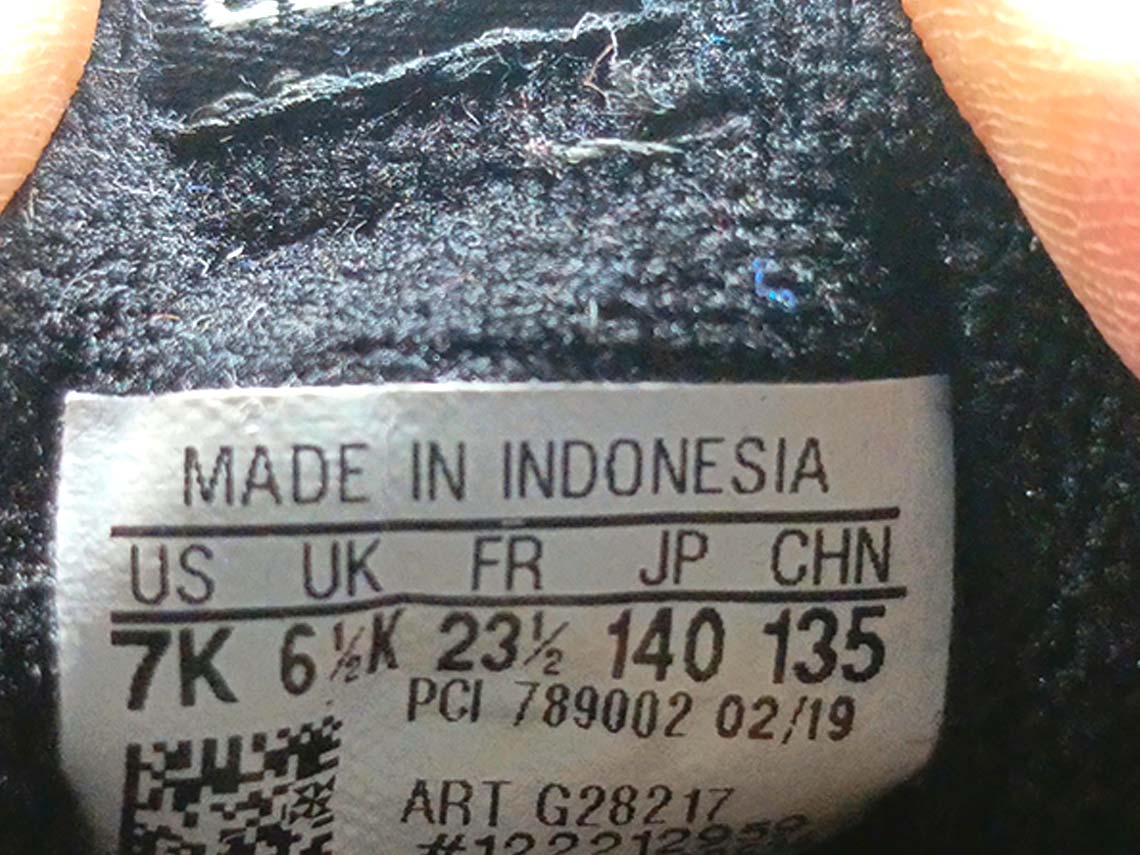 MADE IN INDONESIA
US UK FR JP CHN
7K 6½K 23½ 140 135
PCI 789002 02/19
ART G28217